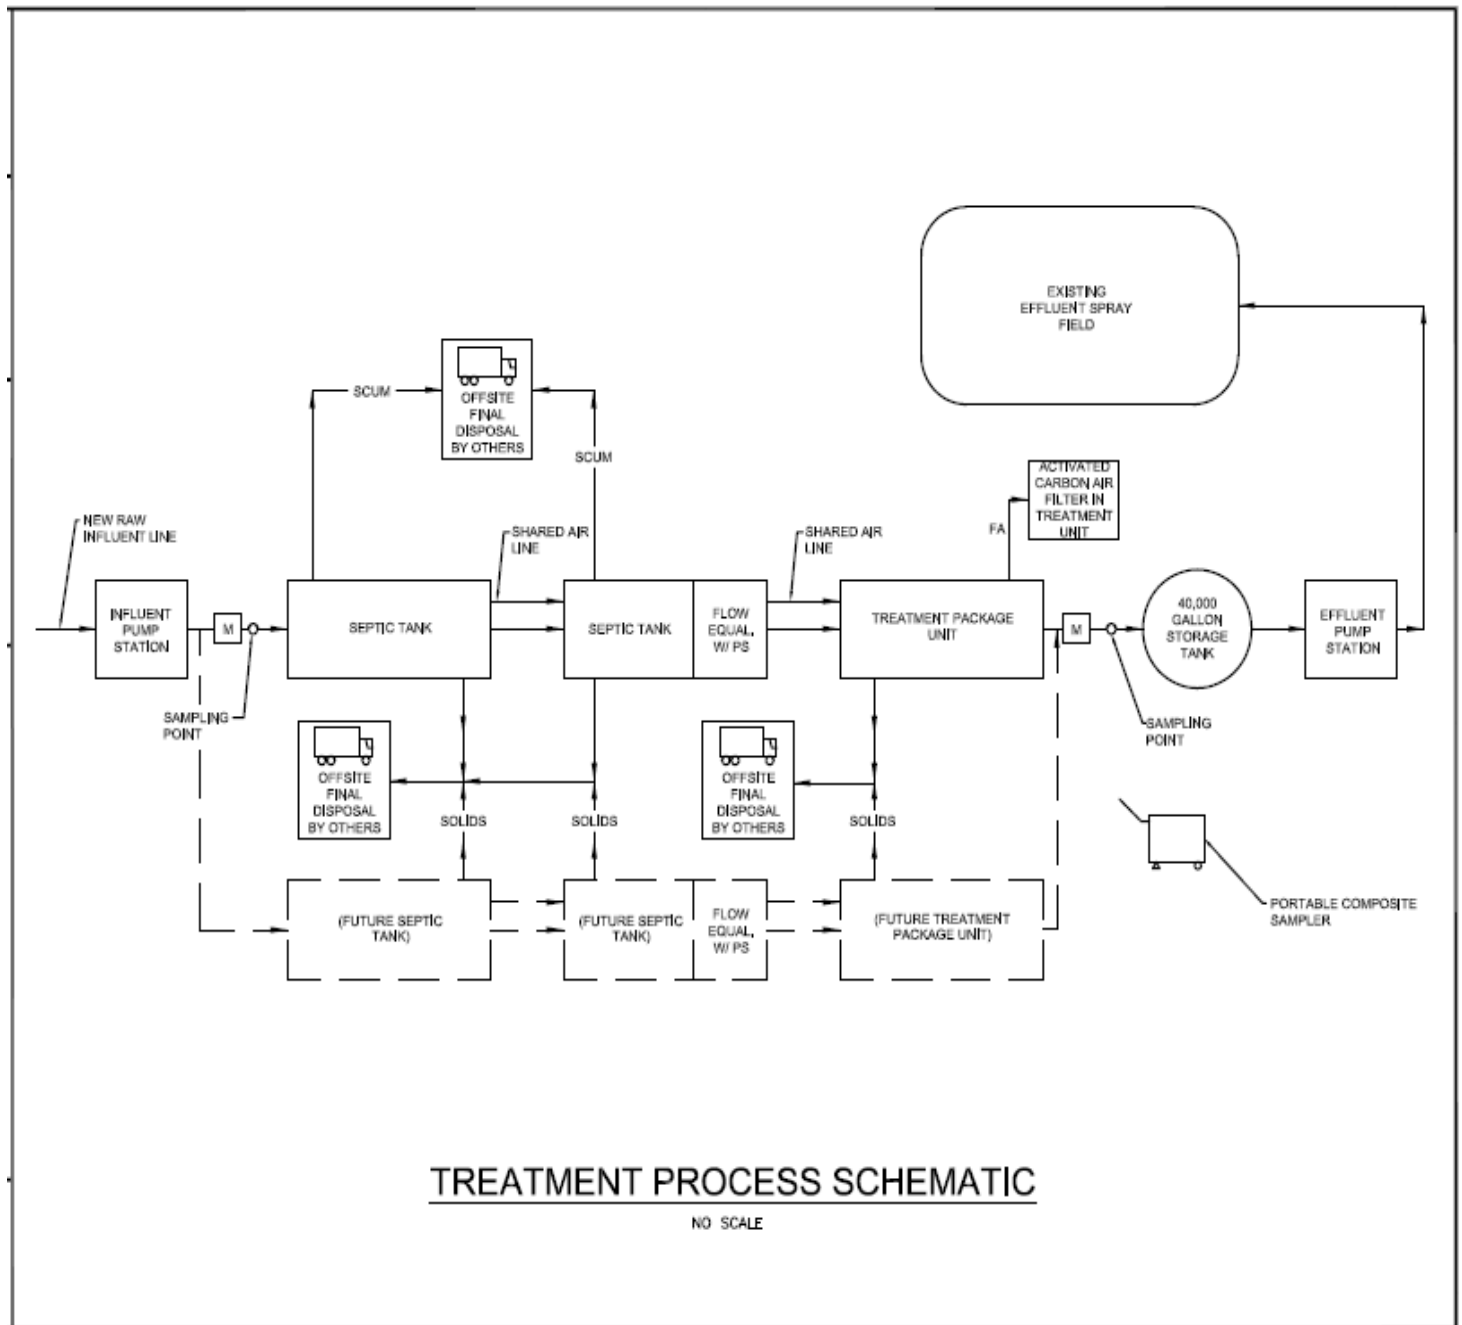 EXISTING
EFFLUENT SPRAY
FIELD
OFFSITE
FINAL
DISPOSAL
BY OTHERS
SCUM
SCUM
ACTIVATED
CARBON AIR
FILTER IN
TREATMENT
UNIT
FA
NEW RAW
INFLUENT LINE
SHARED AIR
LINE
SHARED AIR
LINE
INFLUENT
PUMP
STATION
M
SEPTIC TANK
SEPTIC TANK
FLOW
EQUAL.
W/ PS
TREATMENT PACKAGE
UNIT
M
40,000
GALLON
STORAGE
TANK
EFFLUENT
PUMP
STATION
SAMPLING
POINT
SAMPLING
POINT
OFFSITE
FINAL
DISPOSAL
BY OTHERS
SOLIDS
SOLIDS
OFFSITE
FINAL
DISPOSAL
BY OTHERS
SOLIDS
(FUTURE SEPTIC
TANK)
(FUTURE SEPTIC
TANK)
FLOW
EQUAL.
W/ PS
(FUTURE TREATMENT
PACKAGE UNIT)
PORTABLE COMPOSITE
SAMPLER
TREATMENT PROCESS SCHEMATIC
NO SCALE